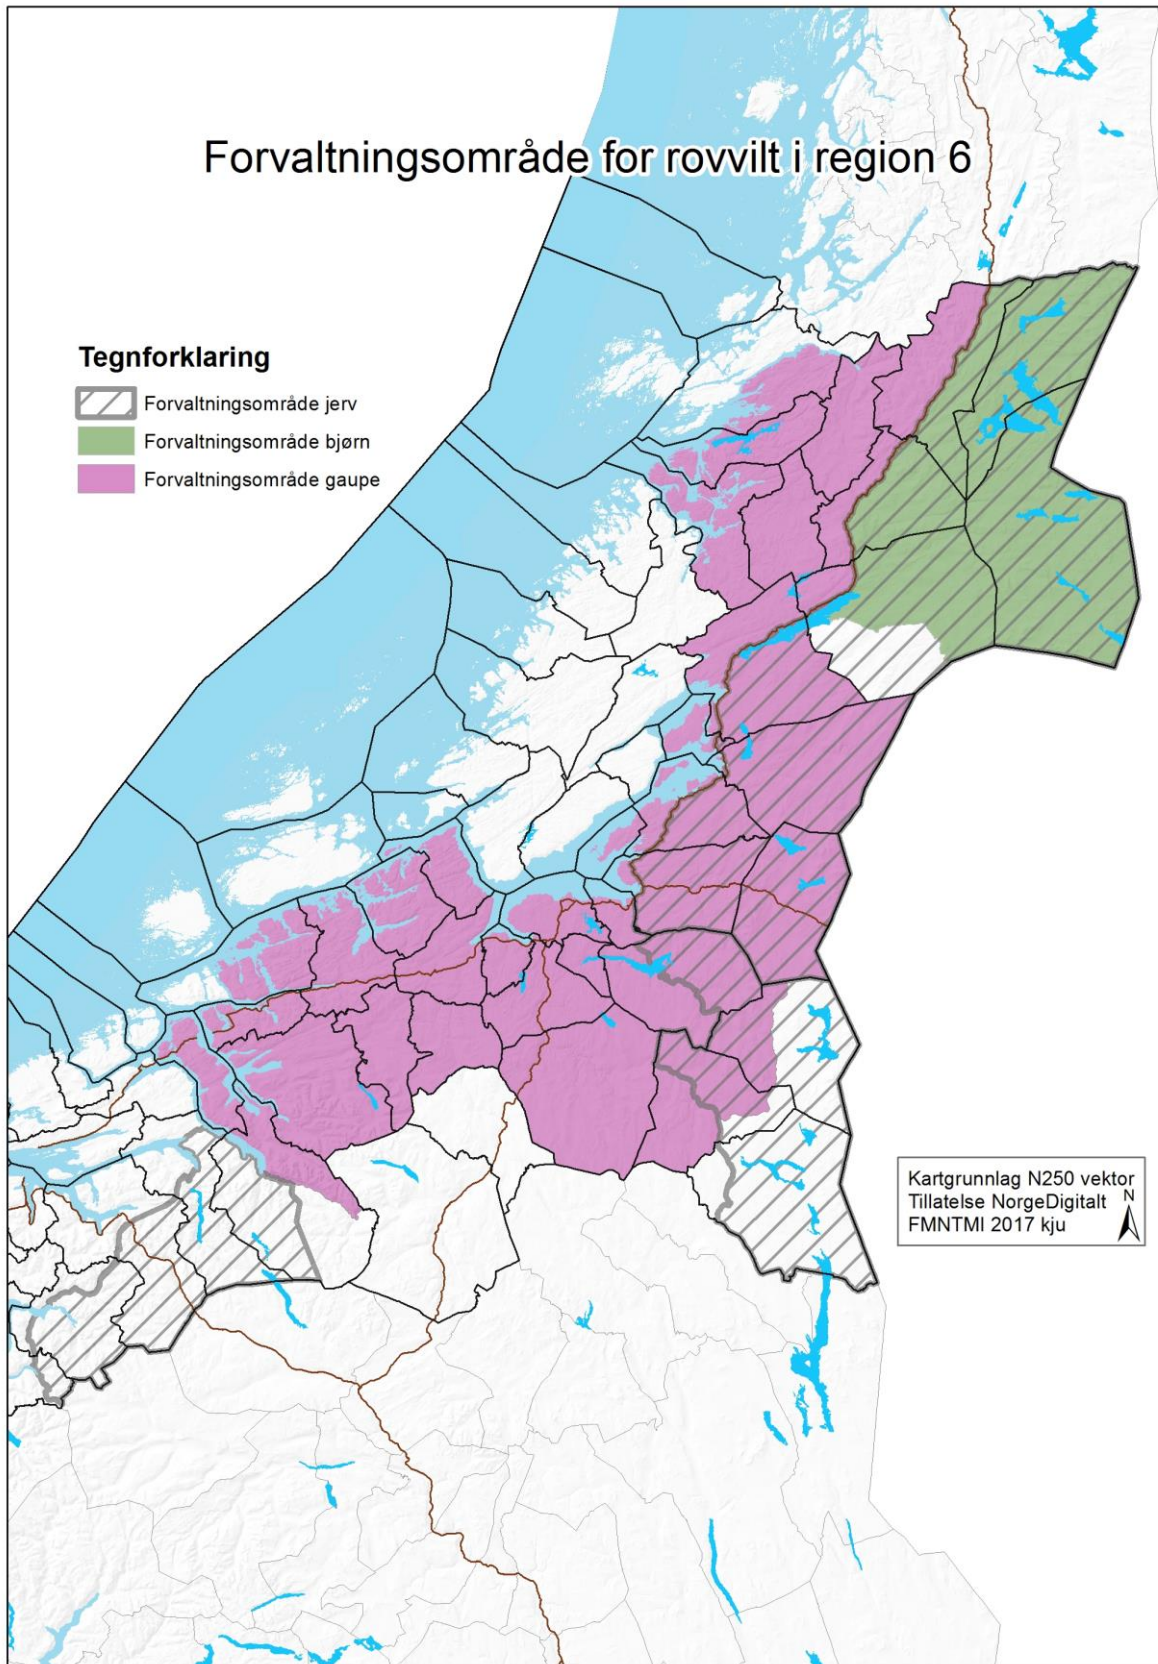 Forvaltningsområde for rovvilt i region 6
Tegnforklaring
Forvaltningsområde jerv
Forvaltningsområde bjørn
Forvaltningsområde gaupe
Kartgrunnlag N250 vektor
Tillatelse NorgeDigitalt
FMNTMI 2017 kju
N